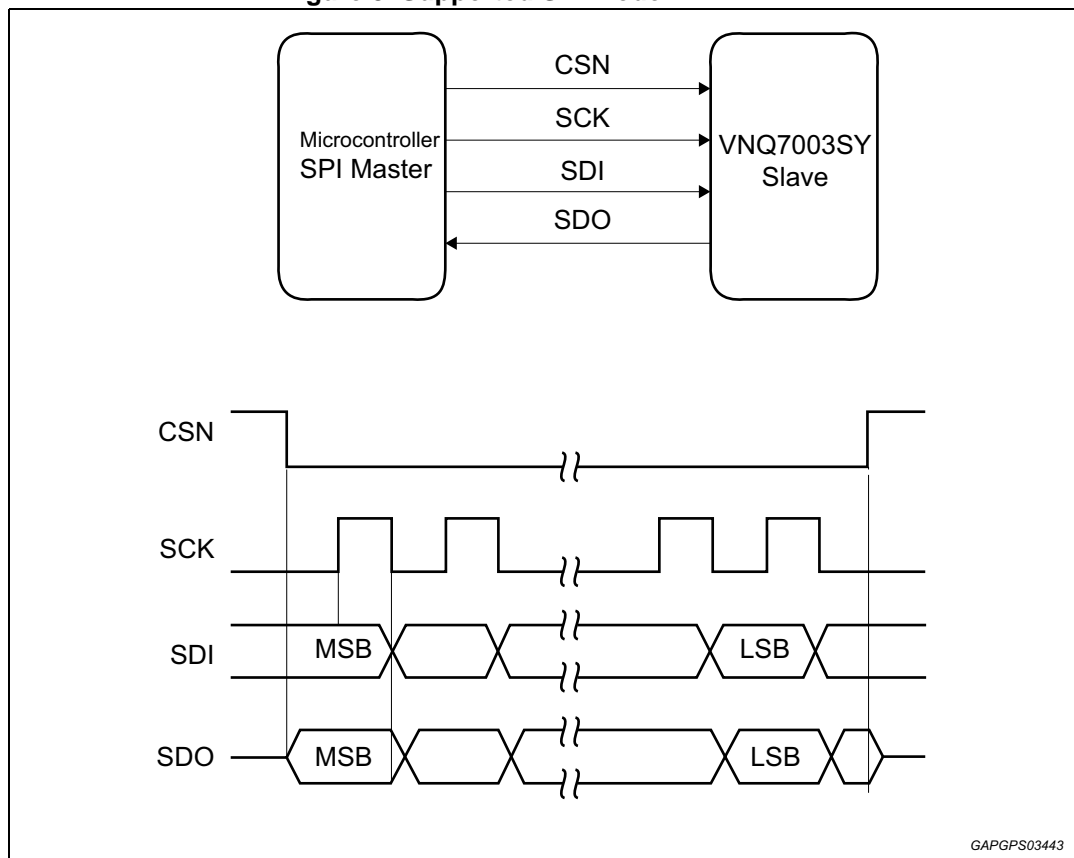 CSN
SCK
SDI
SDO
Microcontroller
SPI Master
VNQ7003SY
Slave
CSN
SCK
SDI
MSB
LSB
SDO
MSB
LSB
GAPGPS03443